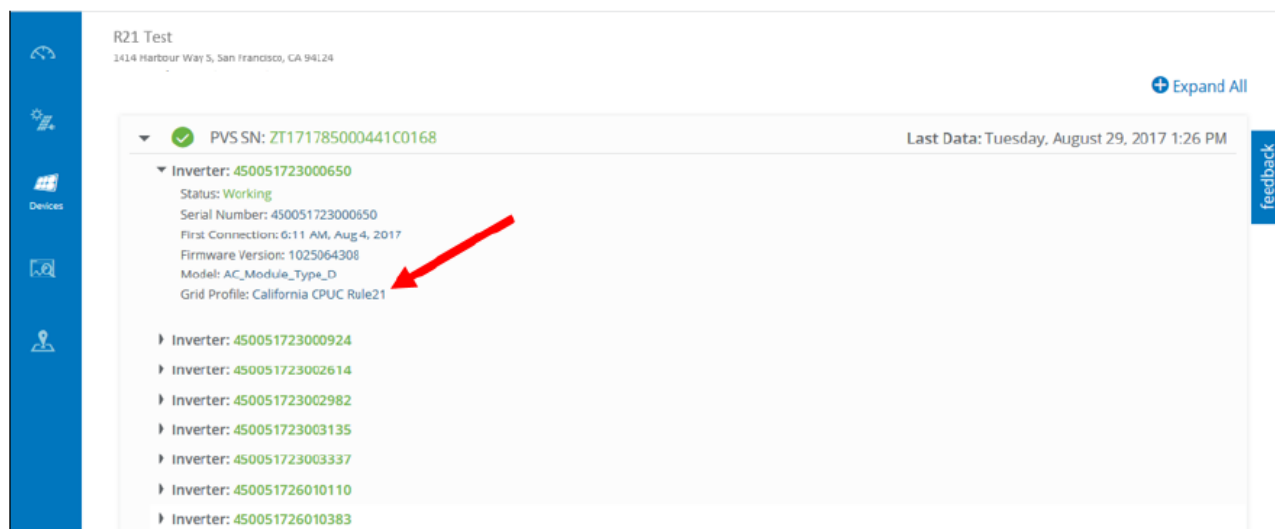 R21 Test
1414 Harbour Way S, San Francisco, CA 94124
Expand All
PVS SN: ZT171785000441C0168
Last Data: Tuesday, August 29, 2017 1:26 PM
feedback
Inverter: 450051723000650
Status: Working
Serial Number: 450051723000650
Devices
First Connection: 6:11 AM, Aug 4, 2017
Firmware Version: 1025064308
Model: AC_Module_Type_D
Grid Profile: California CPUC Rule21
Inverter: 450051723000924
Inverter: 450051723002614
Inverter: 450051723002982
Inverter: 450051723003135
Inverter: 450051723003337
Inverter: 450051726010110
Inverter: 450051726010383